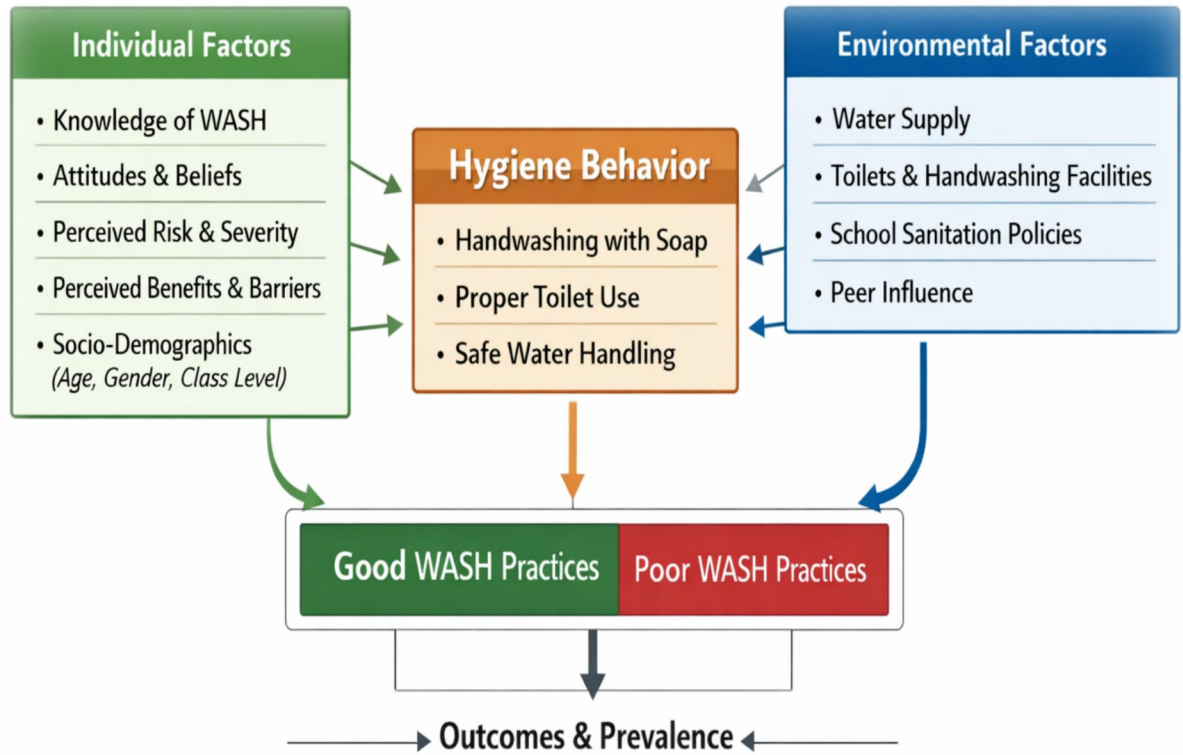 Individual Factors
• Knowledge of WASH
• Attitudes & Beliefs
• Perceived Risk & Severity
• Perceived Benefits & Barriers
• Socio-Demographics
(Age, Gender, Class Level)
Hygiene Behavior
• Handwashing with Soap
• Proper Toilet Use
• Safe Water Handling
Environmental Factors
• Water Supply
• Toilets & Handwashing Facilities
• School Sanitation Policies
• Peer Influence
Good WASH Practices
Poor WASH Practices
Outcomes & Prevalence